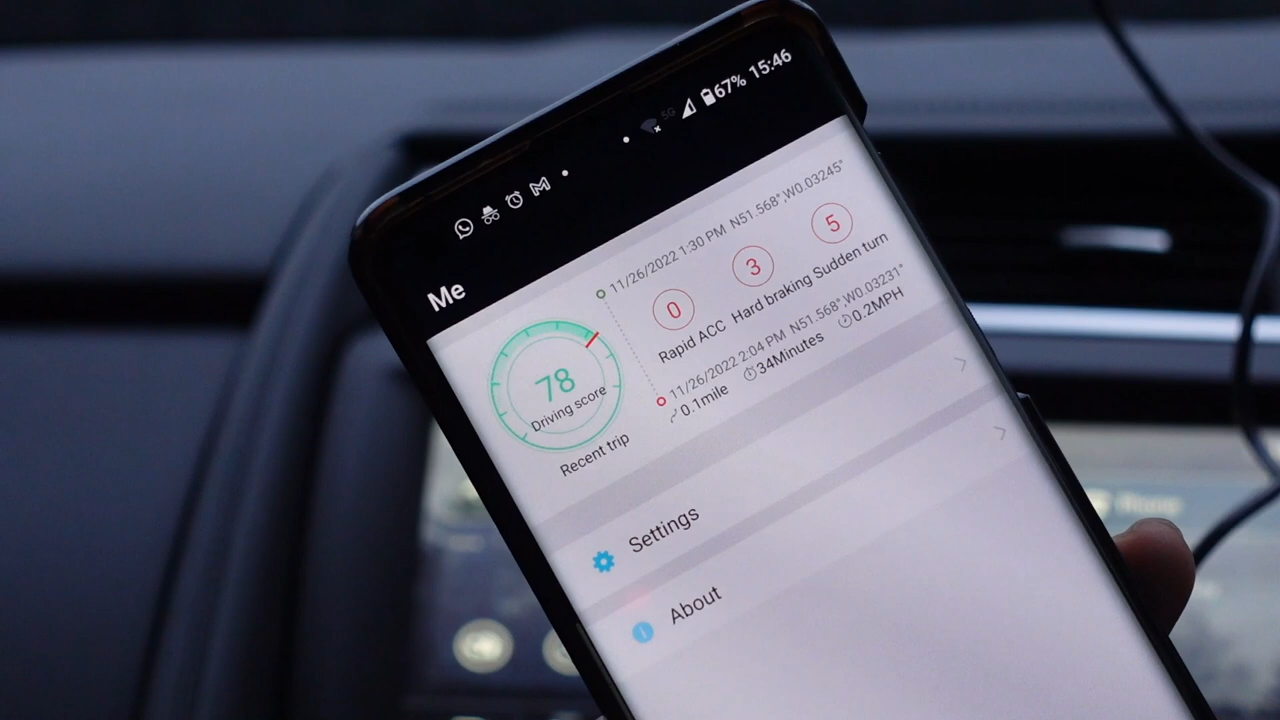 5G 67% 15:46
Me
11/26/2022 1:30 PM N51.568°,W0.03245°
0 3 5
Rapid ACC Hard braking Sudden turn
78
Driving score
11/26/2022 2:04 PM N51.568°,W0.03231°
0.1mile 34Minutes 0.2MPH
Recent trip
Settings
About
Home